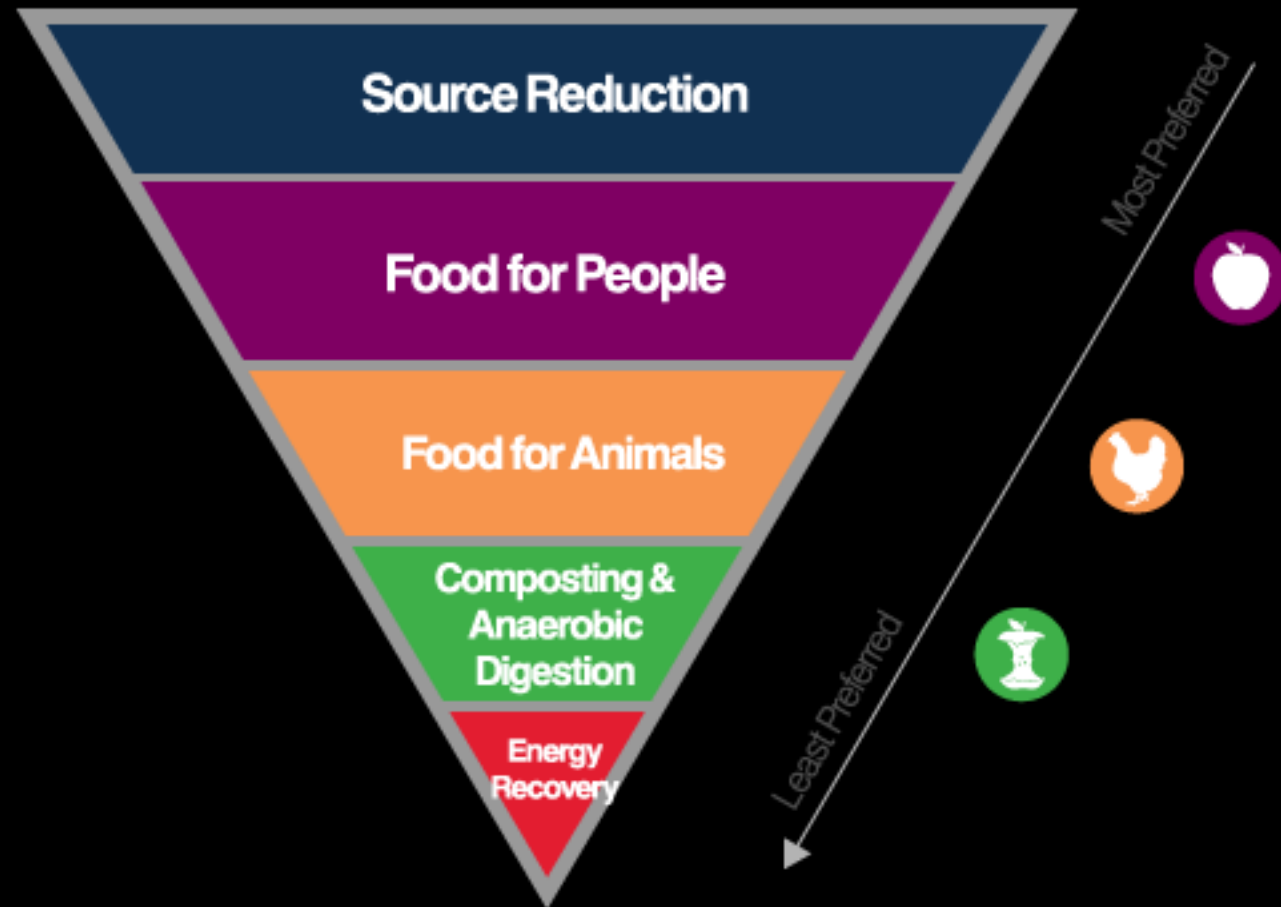 Source Reduction
Most Preferred
Food for People
Food for Animals
Composting &
Anaerobic
Digestion
Least Preferred
Energy
Recovery